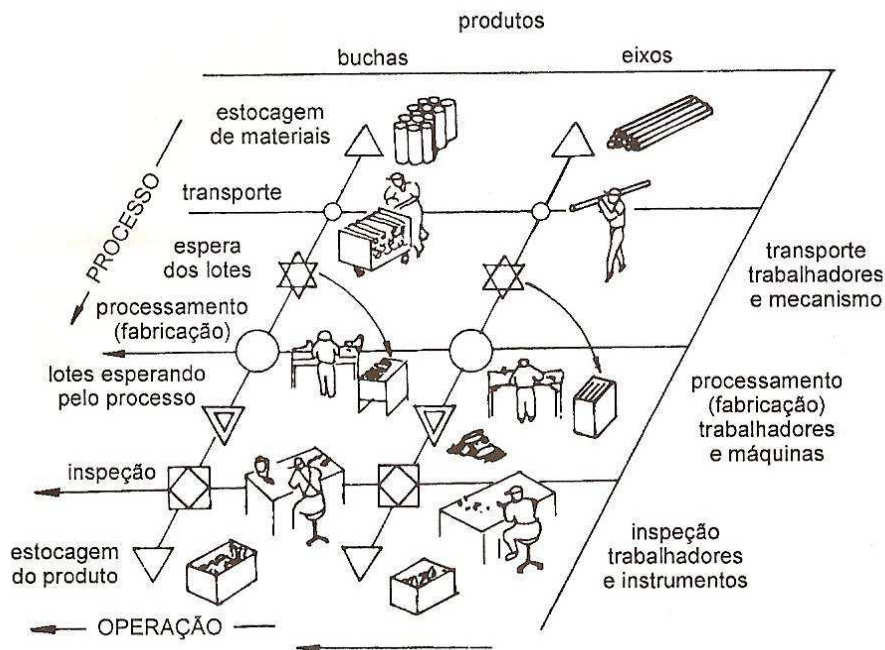 produtos
buchas
eixos
estocagem
de materiais
transporte
PROCESSO
espera
dos lotes
transporte
trabalhadores
e mecanismo
processamento
(fabricação)
lotes esperando
pelo processo
processamento
(fabricação)
trabalhadores
e máquinas
inspeção
inspeção
trabalhadores
e instrumentos
estocagem
do produto
OPERAÇÃO